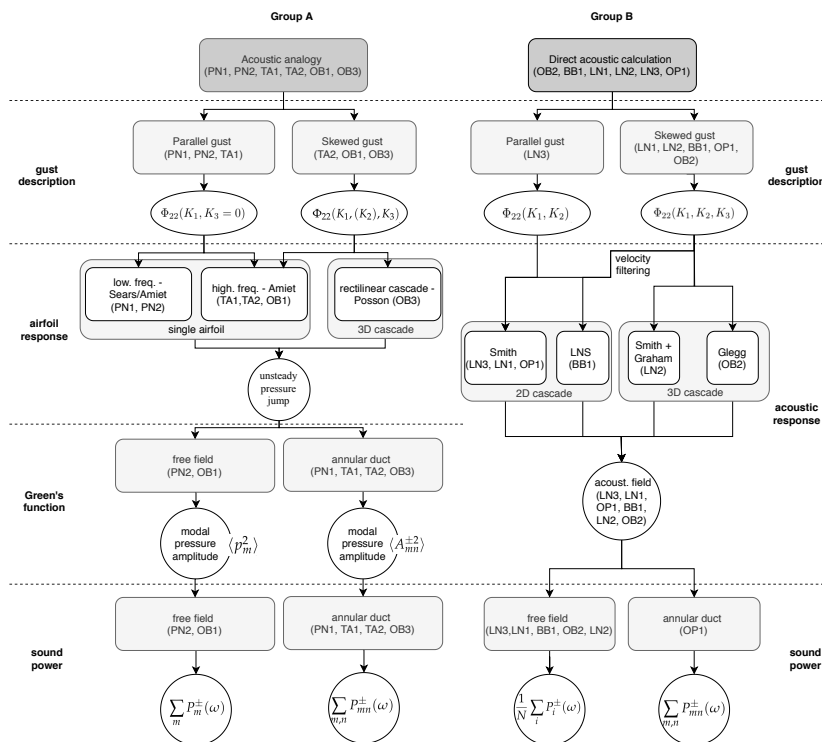 Group A
Group B
Acoustic analogy
(PN1, PN2, TA1, TA2, OB1, OB3)
Direct acoustic calculation
(OB2, BB1, LN1, LN2, LN3, OP1)
gust
description
Parallel gust
(PN1, PN2, TA1)
Skewed gust
(TA2, OB1, OB3)
Parallel gust
(LN3)
Skewed gust
(LN1, LN2, BB1, OP1,
OB2)
gust
description
Φ₂₂(K₁, K₃ = 0)
Φ₂₂(K₁, (K₂), K₃)
Φ₂₂(K₁, K₂)
Φ₂₂(K₁, K₂, K₃)
airfoil
response
low. freq. -
Sears/Amiet
(PN1, PN2)
high. freq. - Amiet
(TA1,TA2, OB1)
single airfoil
rectilinear cascade -
Posson (OB3)
3D cascade
velocity
filtering
Smith
(LN3, LN1, OP1)
LNS
(BB1)
2D cascade
Smith +
Graham
(LN2)
Glegg
(OB2)
3D cascade
acoustic
response
unsteady
pressure
jump
Green's
function
free field
(PN2, OB1)
annular duct
(PN1, TA1, TA2, OB3)
acoust. field
(LN3, LN1,
OP1, BB1,
LN2, OB2)
modal
pressure
amplitude
⟨p²ₘ⟩
modal
pressure
amplitude
⟨A±²ₘₙ⟩
sound
power
free field
(PN2, OB1)
annular duct
(PN1, TA1, TA2, OB3)
free field
(LN3,LN1, BB1, OB2, LN2)
annular duct
(OP1)
sound
power
∑ₘ P±ₘ(ω)
∑ₘ,ₙ P±ₘₙ(ω)
1/N ∑ᵢ P±ᵢ(ω)
∑ₘ,ₙ P±ₘₙ(ω)